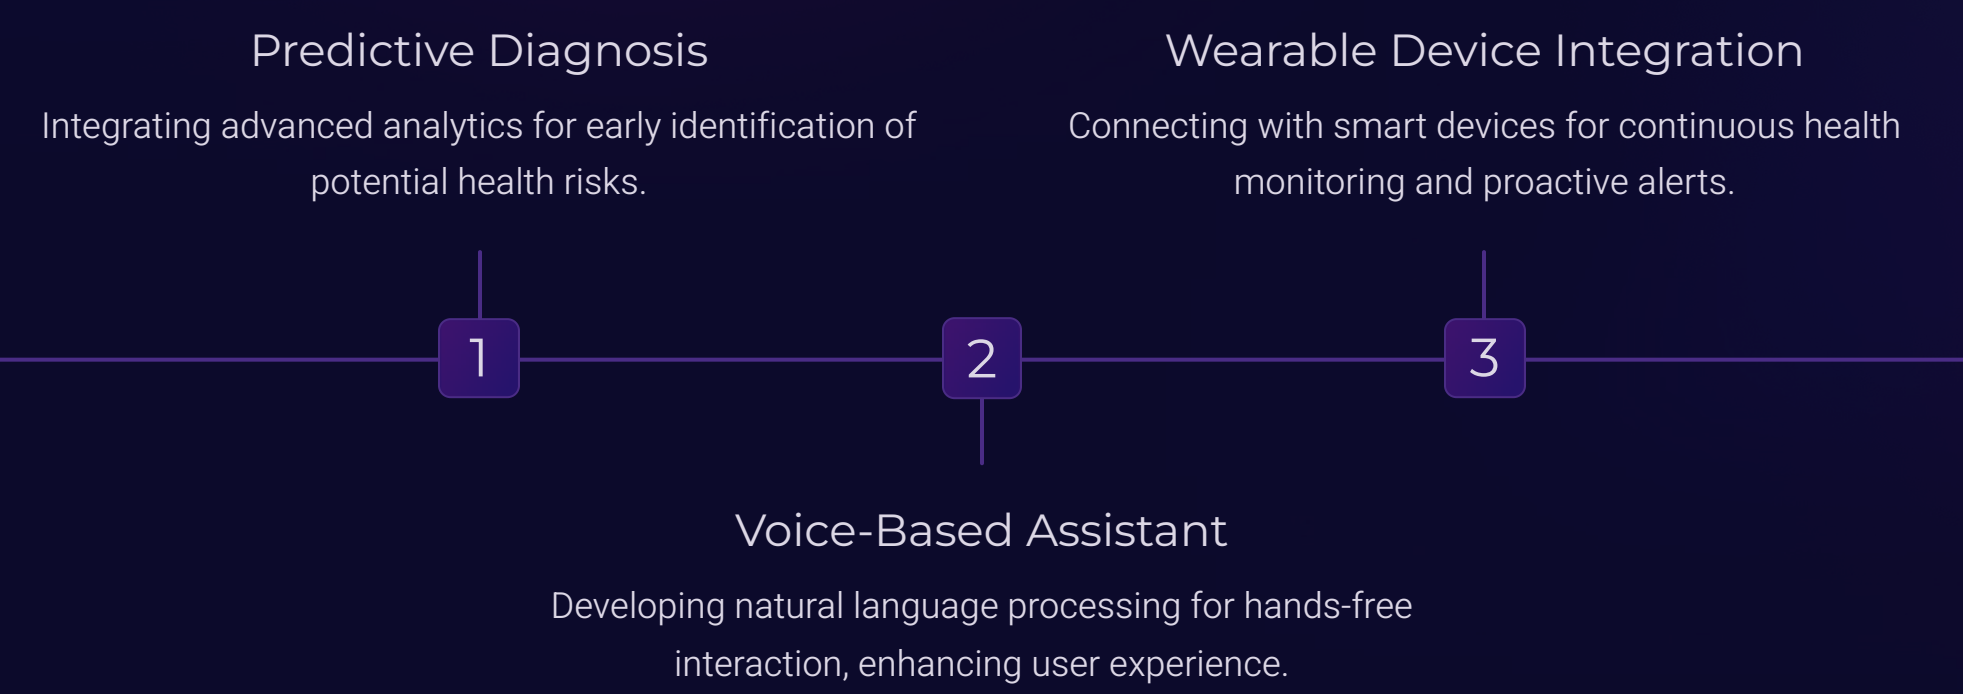 Predictive Diagnosis
Integrating advanced analytics for early identification of
potential health risks.
Wearable Device Integration
Connecting with smart devices for continuous health
monitoring and proactive alerts.
1
2
3
Voice-Based Assistant
Developing natural language processing for hands-free
interaction, enhancing user experience.